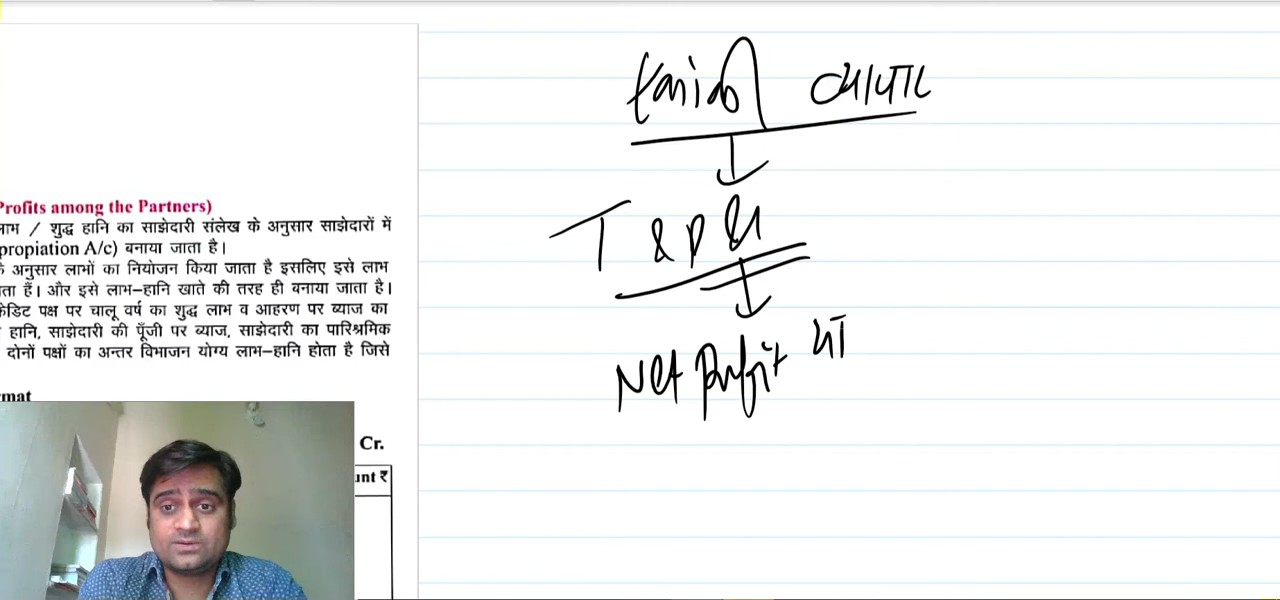 Profits among the Partners)
लाभ / शुद्ध हानि का साझेदारी संलेख के अनुसार साझेदारों में
propiation A/c) बनाया जाता है।
के अनुसार लाभों का नियोजन किया जाता है इसलिए इसे लाभ
ता हैं। और इसे लाभ–हानि खाते की तरह ही बनाया जाता है।
क्रेडिट पक्ष पर चालू वर्ष का शुद्ध लाभ व आहरण पर ब्याज का
हानि, साझेदारी की पूँजी पर ब्याज, साझेदारी का पारिश्रमिक
दोनों पक्षों का अन्तर विभाजन योग्य लाभ–हानि होता है जिसे
rmat
Cr.
unt ₹
व्यापार
T & P &
Net Profit या